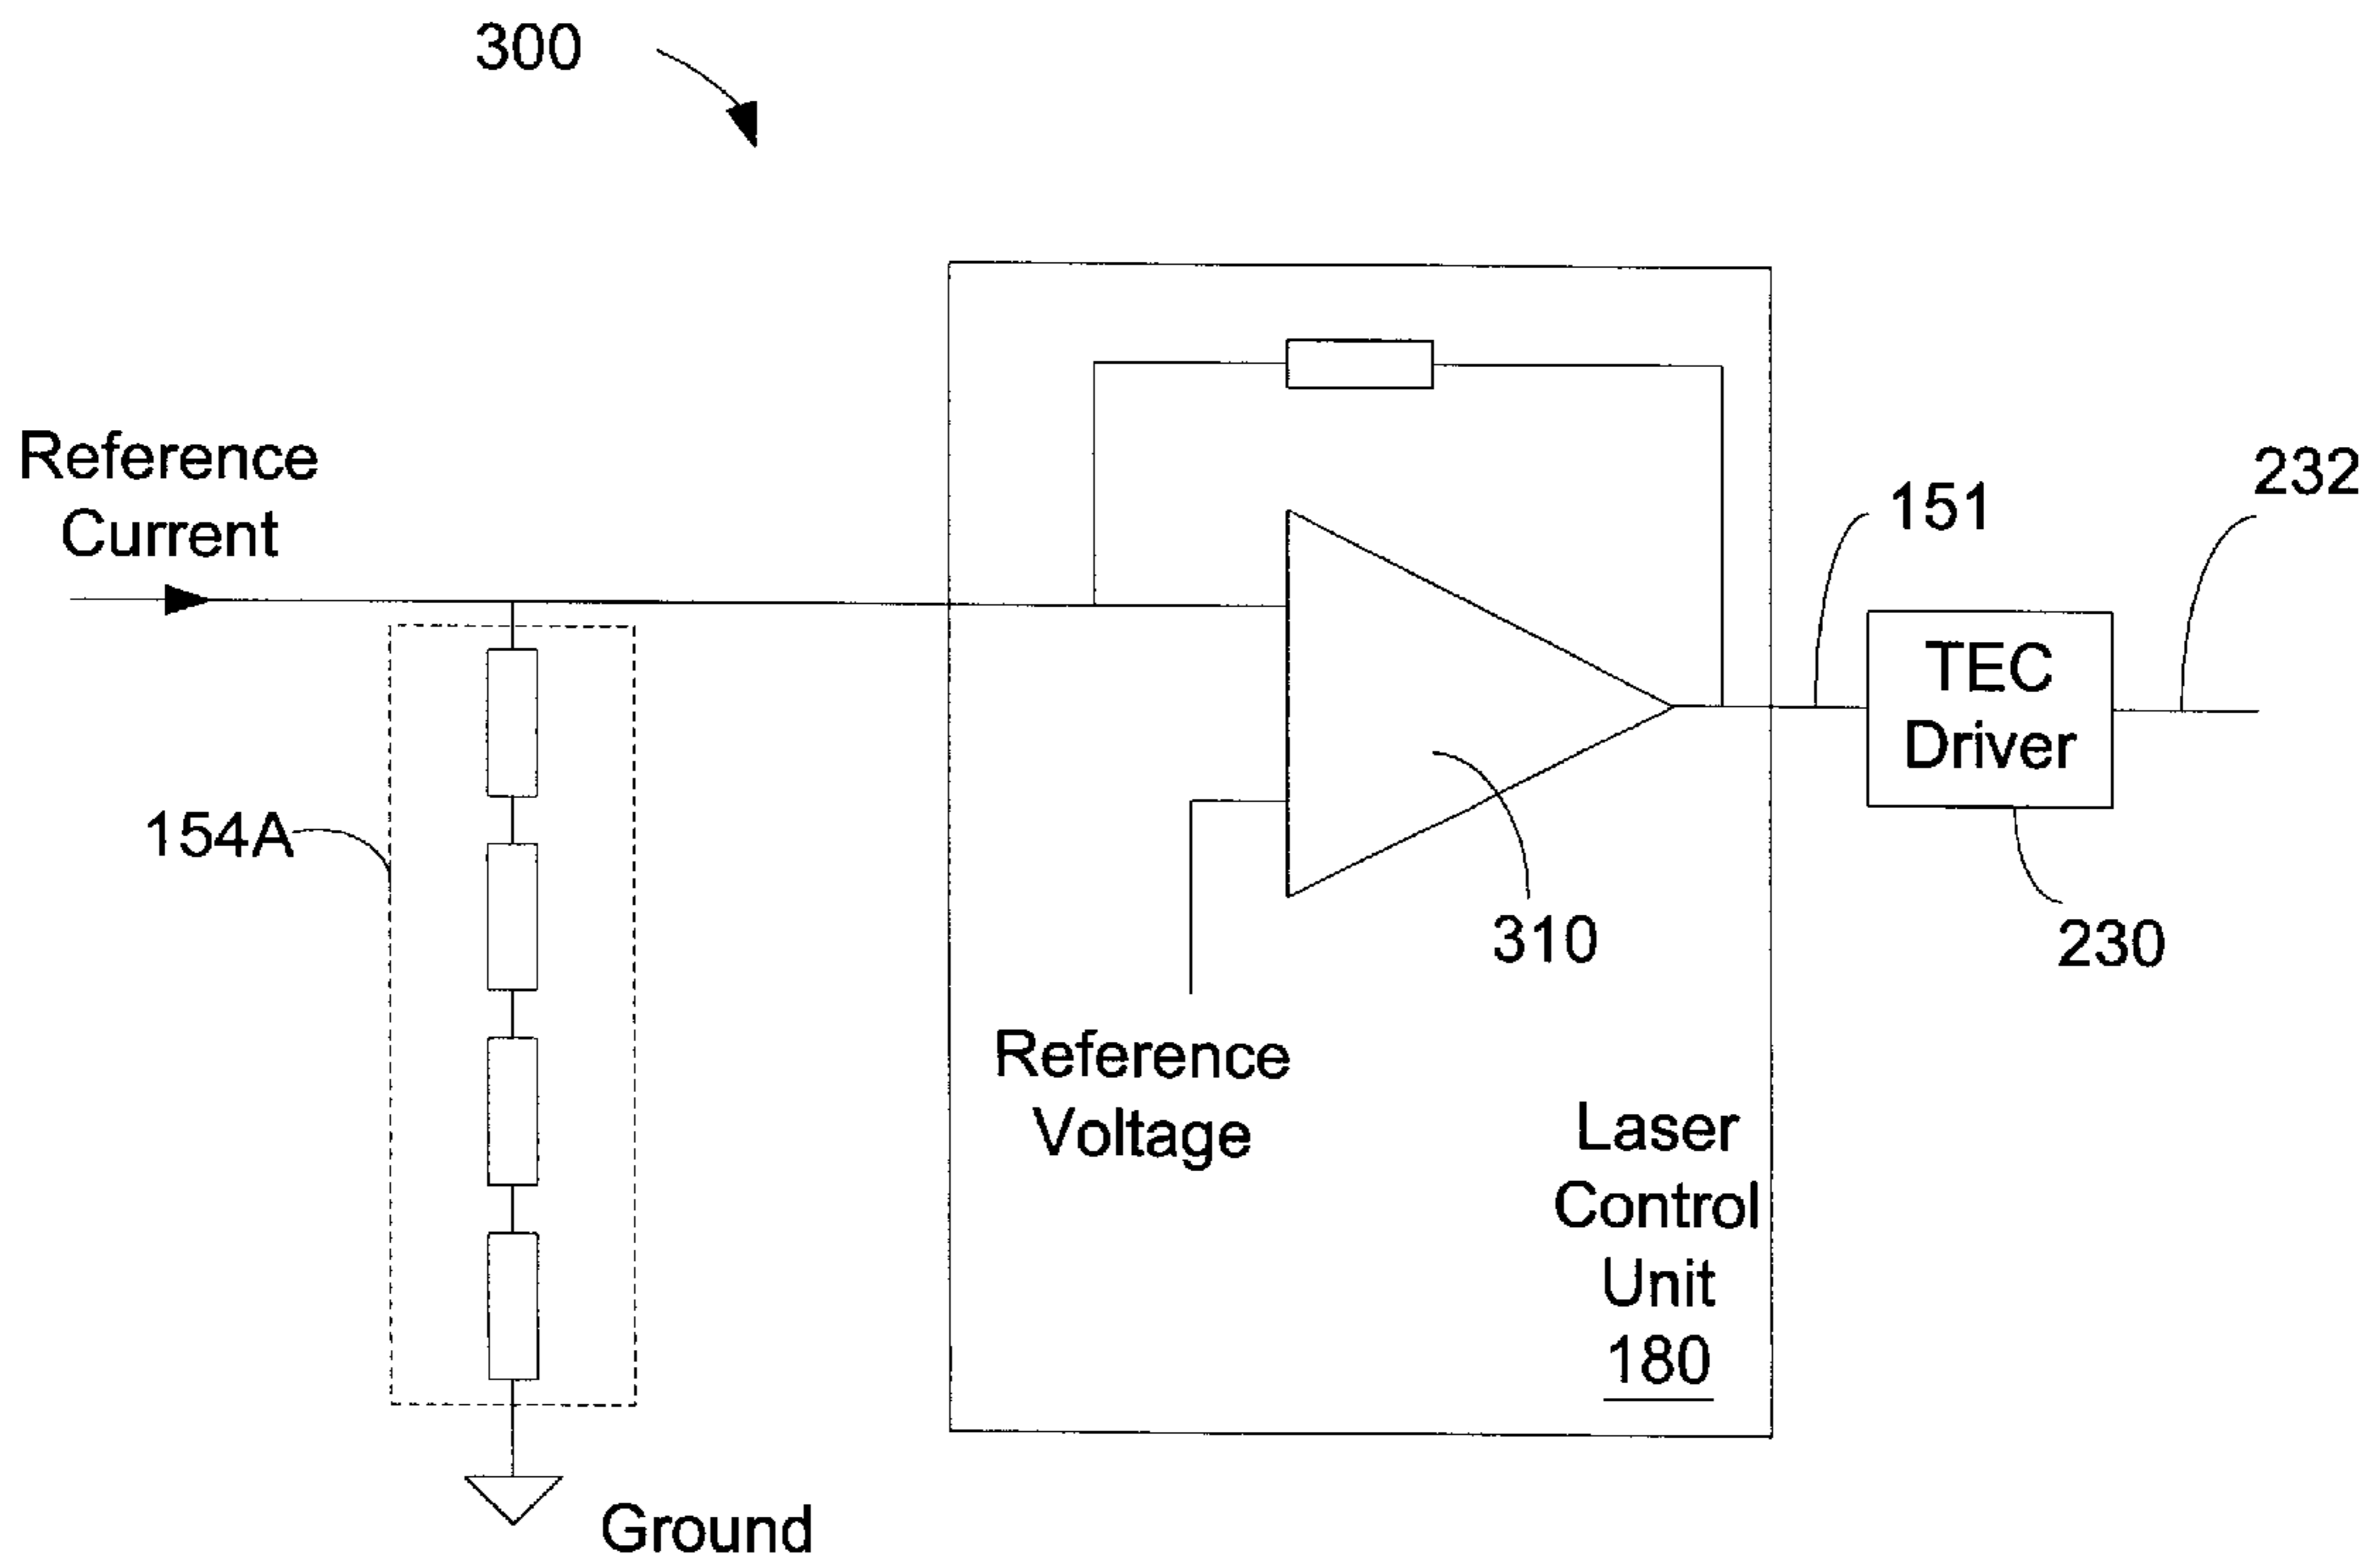 300
Reference
Current
232
151
TEC
Driver
154A
310
230
Reference
Voltage
Laser
Control
Unit
180
Ground